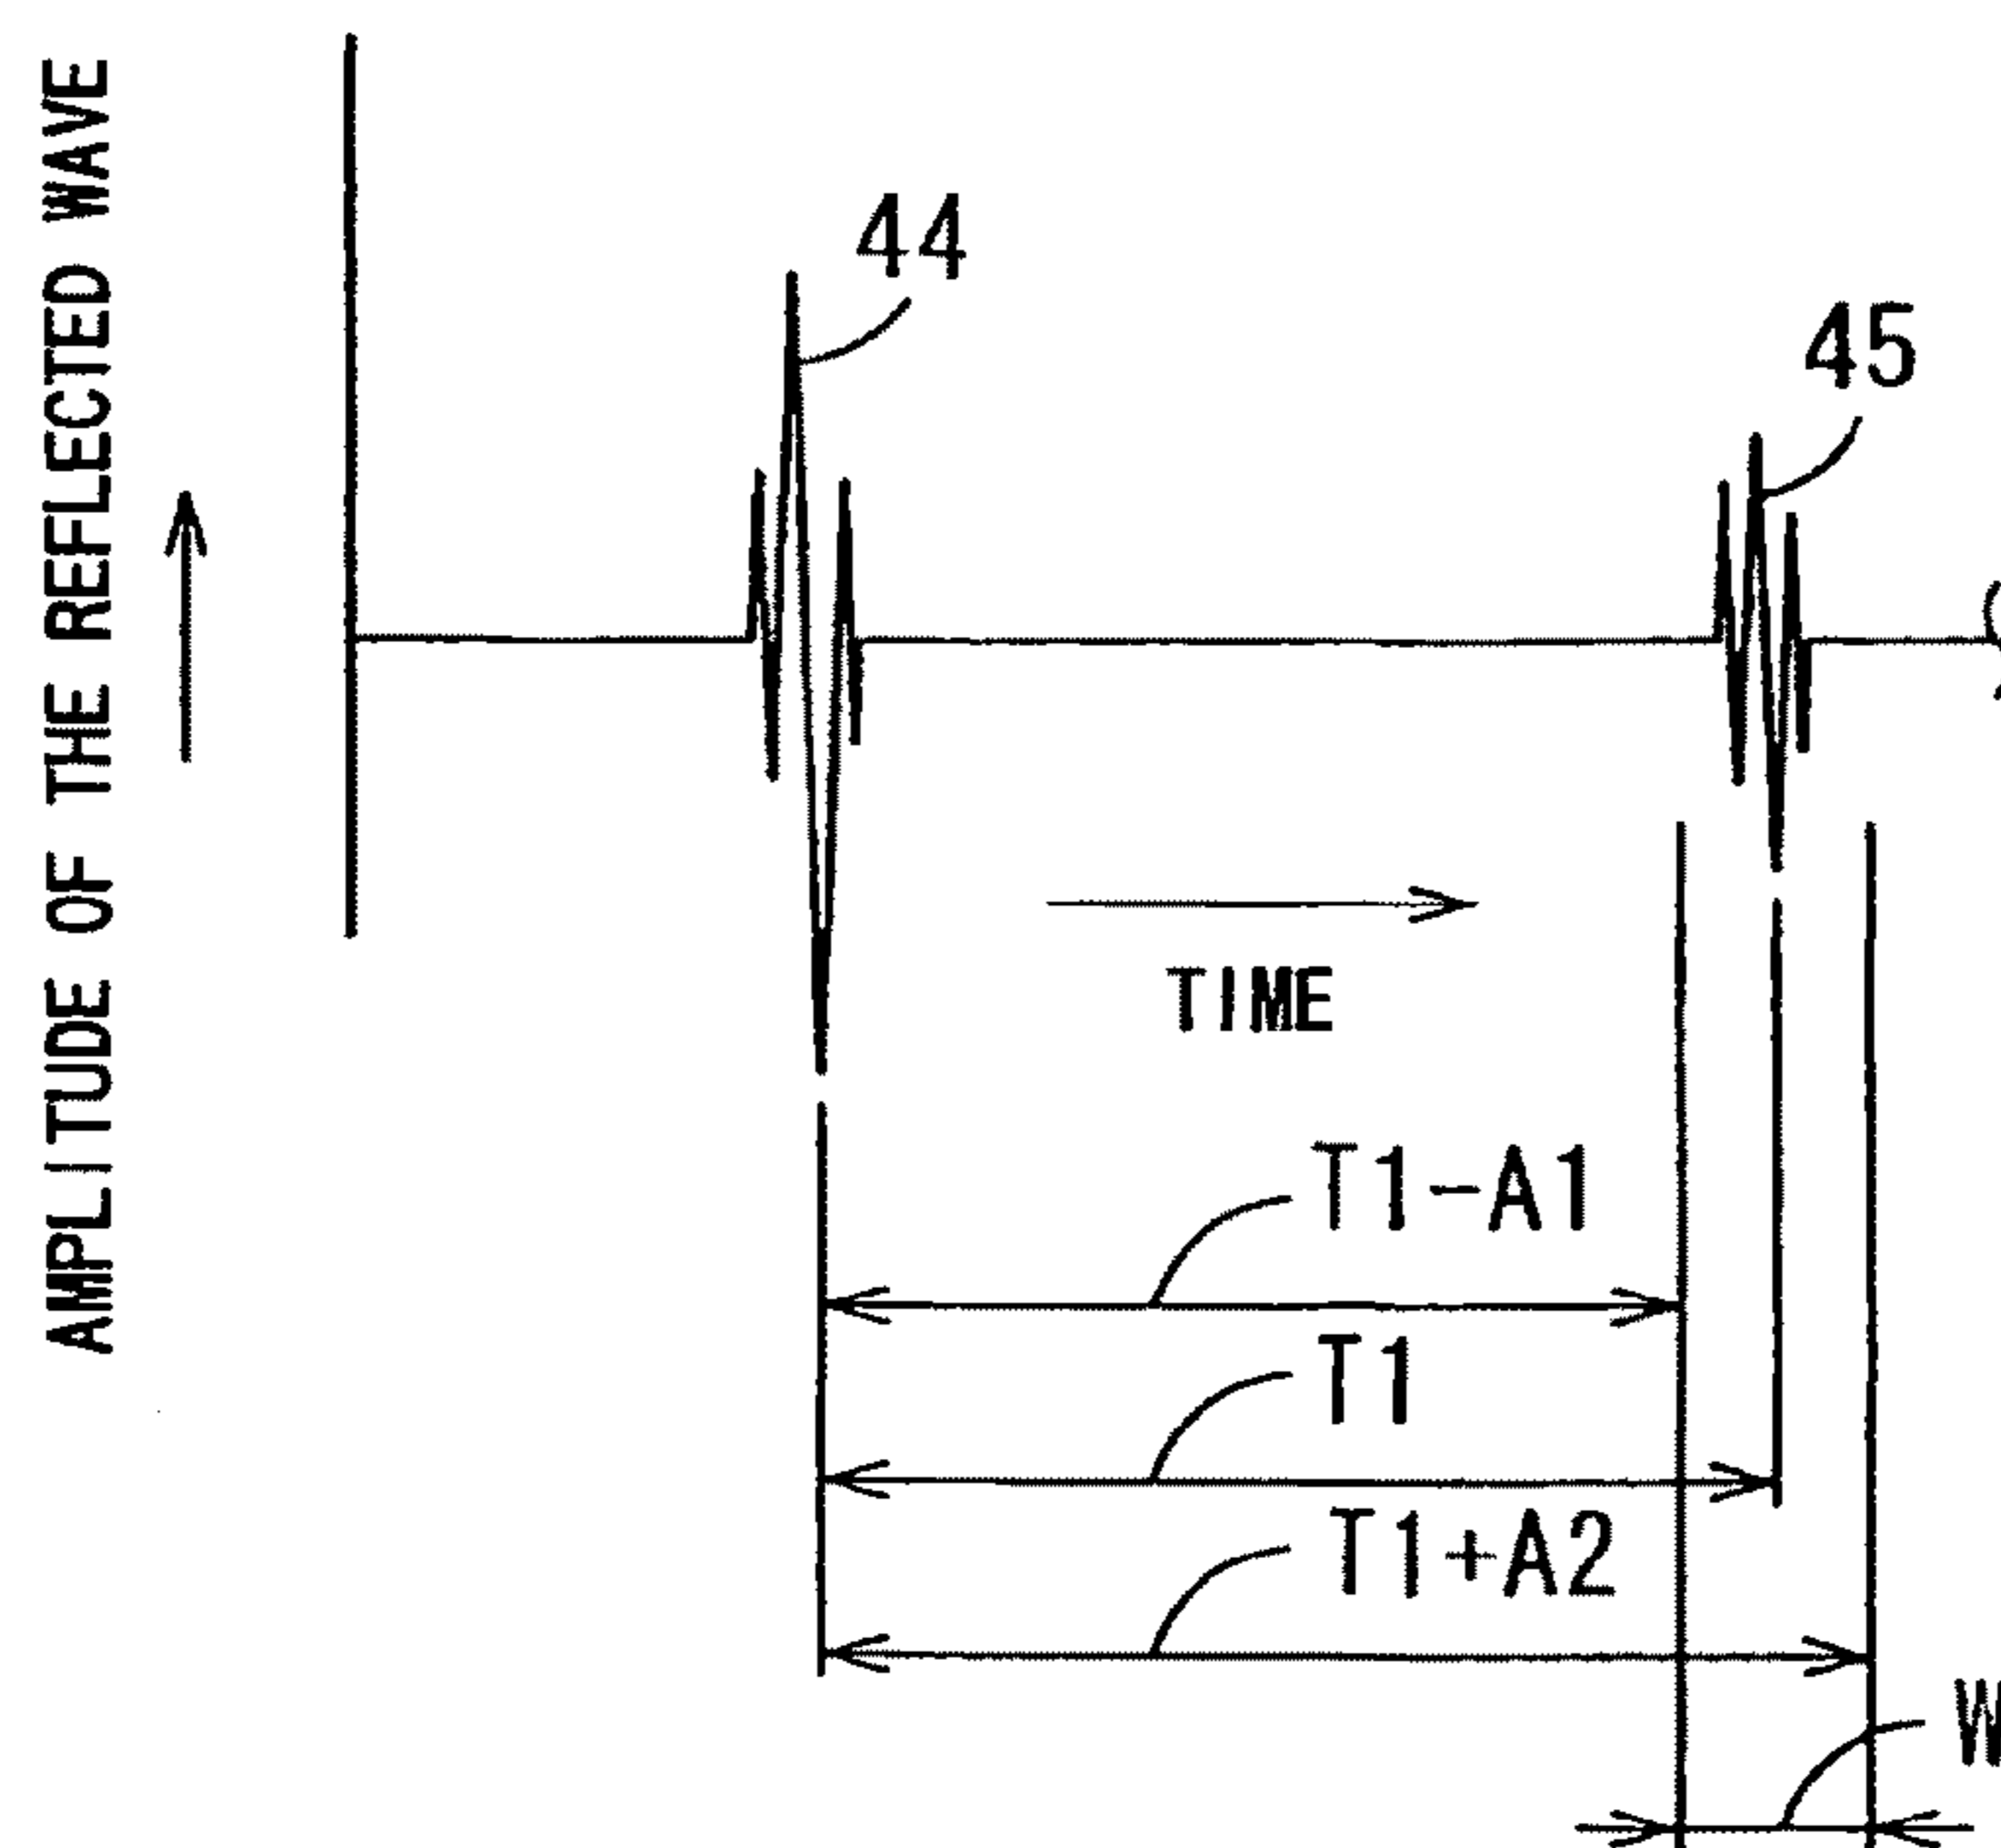 AMPLITUDE OF THE REFLECTED WAVE
44
45
TIME
T1-A1
T1
T1+A2
W